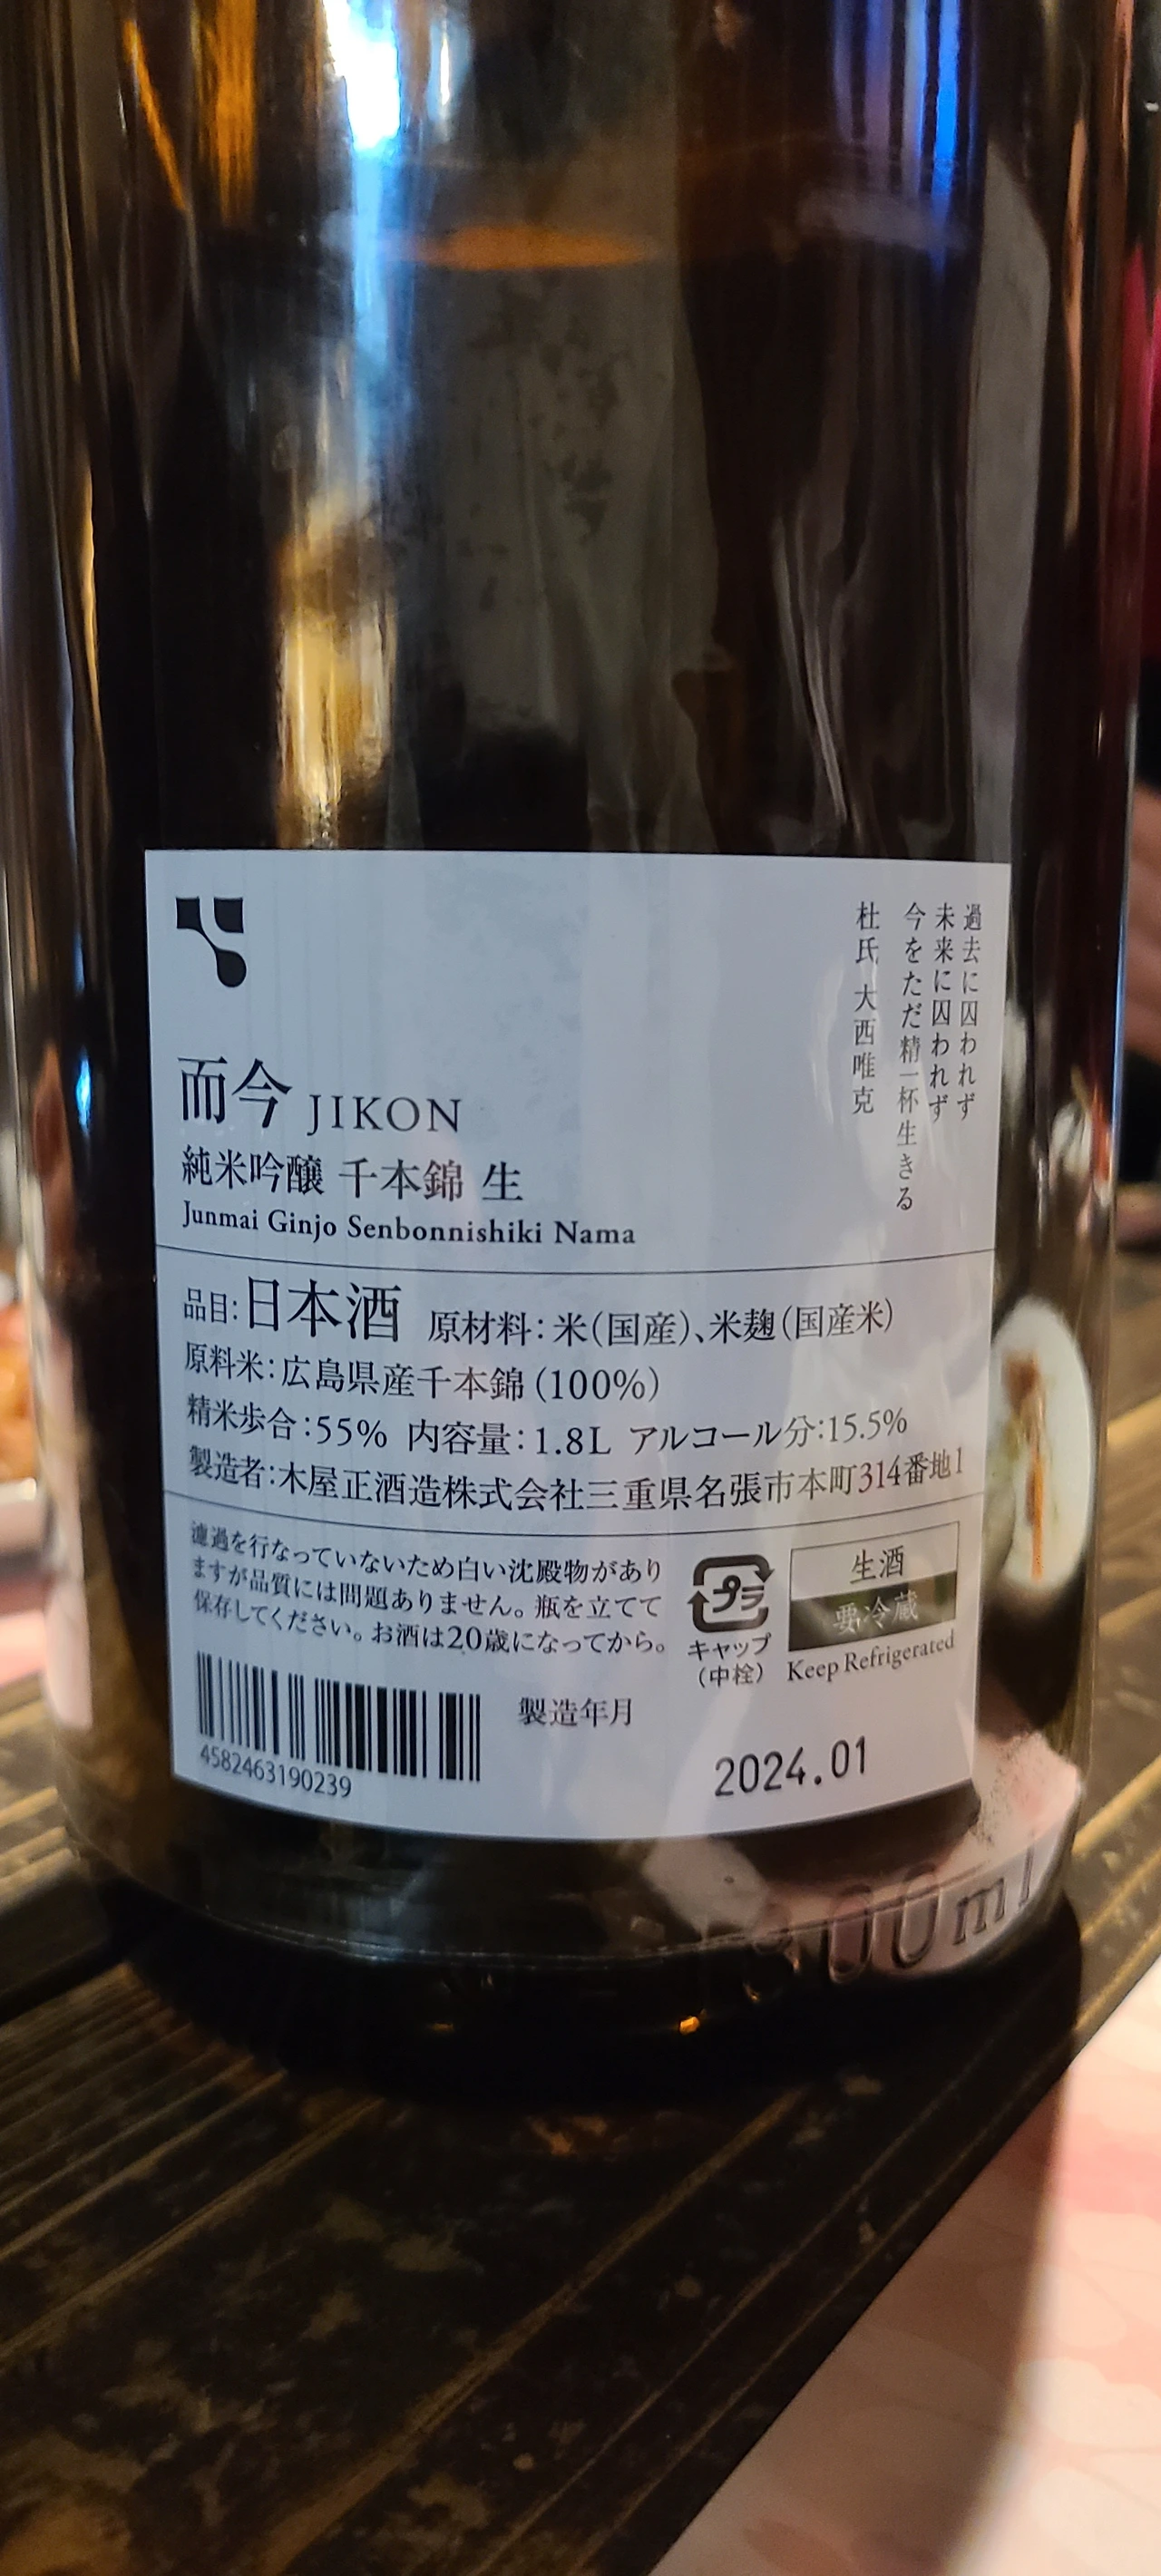 過去に囚われず
未来に囚われず
今をただ精一杯生きる
杜氏 大西唯克
而今 JIKON
純米吟醸 千本錦 生
Junmai Ginjo Senbonnishiki Nama
品目:日本酒 原材料:米(国産)、米麹(国産米)
原料米:広島県産千本錦(100%)
精米歩合:55% 内容量:1.8L アルコール分:15.5%
製造者:木屋正酒造株式会社三重県名張市本町314番地1
濾過を行なっていないため白い沈殿物があり
ますが品質には問題ありません。瓶を立てて
保存してください。お酒は20歳になってから。
プラ
キャップ
(中栓)
生酒
要冷蔵
Keep Refrigerated
4582463190239
製造年月
2024.01
00ml